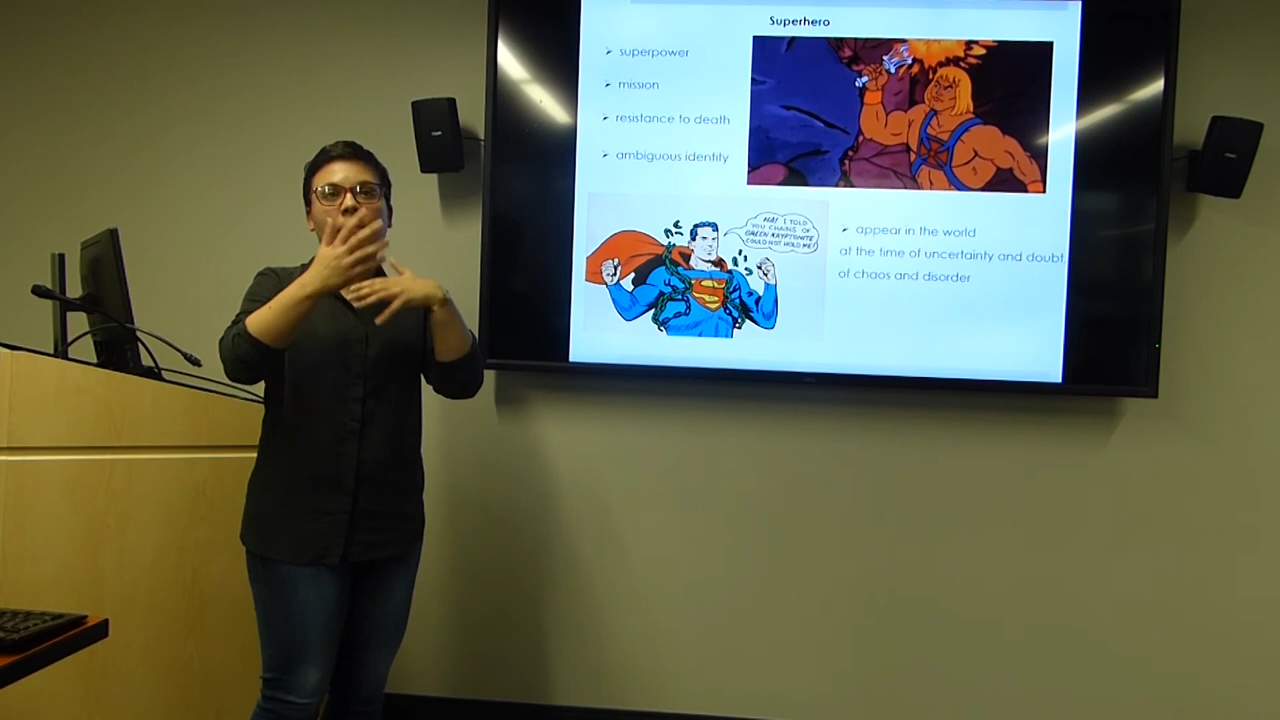 Superhero
➢ superpower
➢ mission
➢ resistance to death
➢ ambiguous identity
HA! I TOLD
YOU CHAINS OF
GREEN KRYPTONITE
COULD NOT HOLD ME!
S
➢ appear in the world
at the time of uncertainty and doubt,
of chaos and disorder